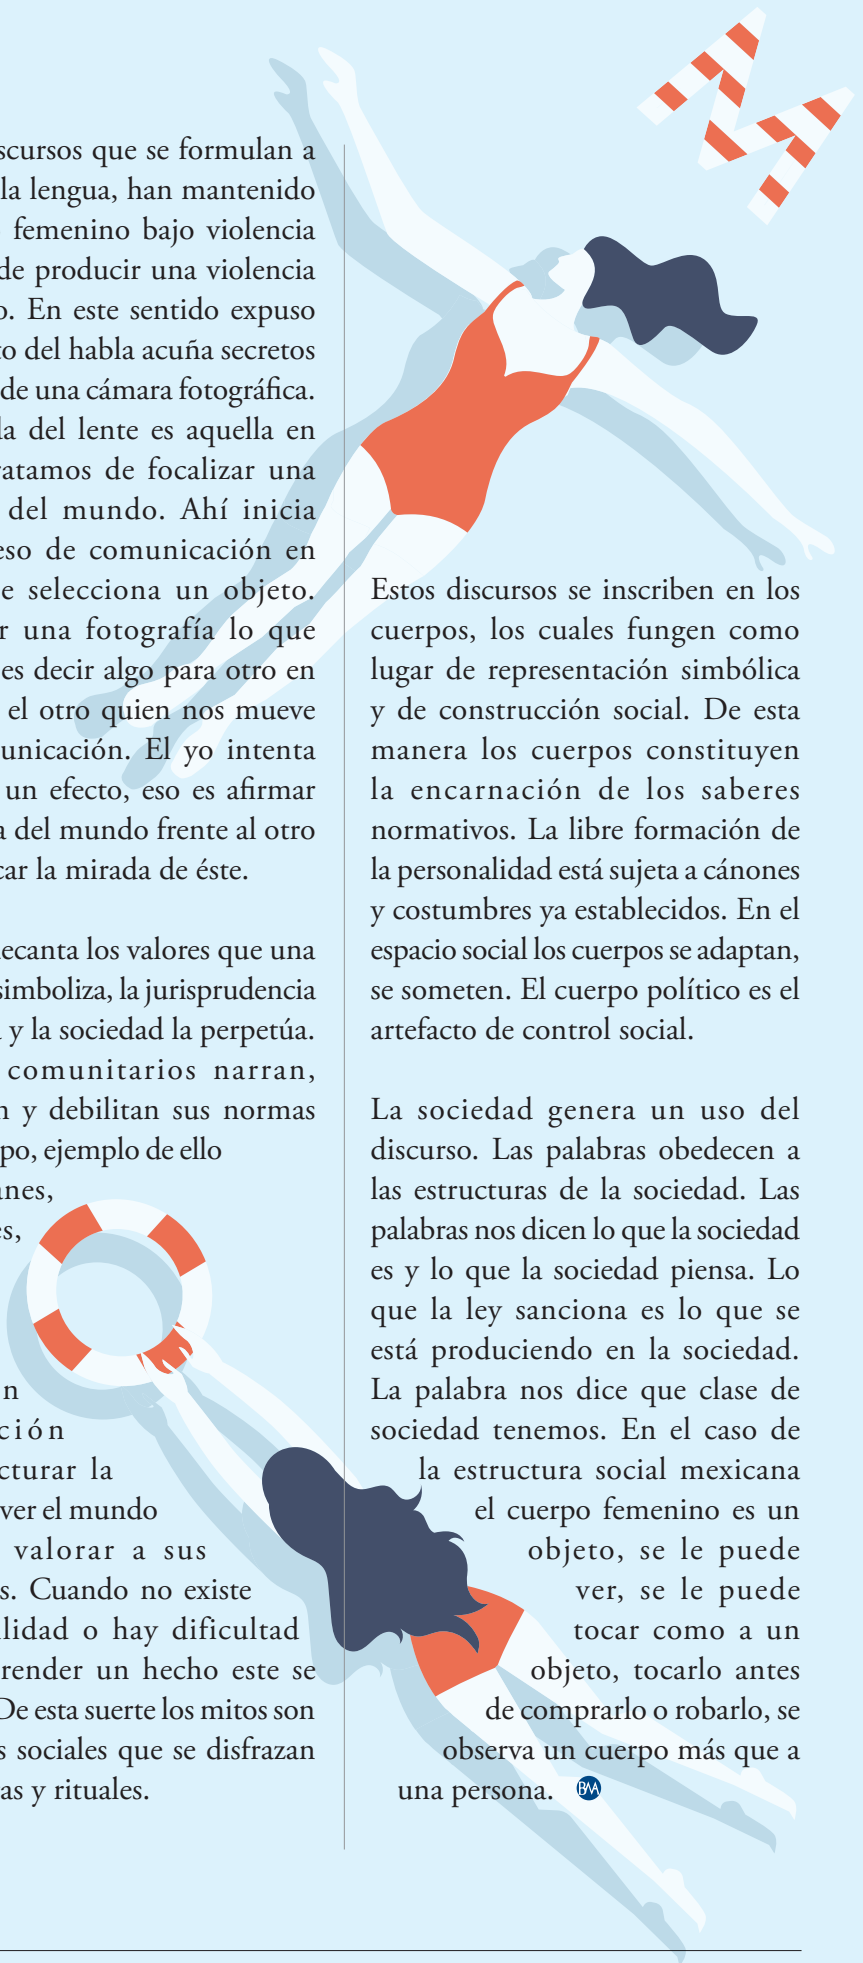 scursos que se formulan a
la lengua, han mantenido
femenino bajo violencia
de producir una violencia
o. En este sentido expuso
to del habla acuña secretos
de una cámara fotográfica.
la del lente es aquella en
ratamos de focalizar una
del mundo. Ahí inicia
eso de comunicación en
e selecciona un objeto.
r una fotografía lo que
es decir algo para otro en
el otro quien nos mueve
unicación. El yo intenta
un efecto, eso es afirmar
a del mundo frente al otro
car la mirada de éste.
ecanta los valores que una
simboliza, la jurisprudencia
y la sociedad la perpetúa.
comunitarios narran,
n y debilitan sus normas
po, ejemplo de ello
anes,
es,
n
ción
cturar la
ver el mundo
valorar a sus
s. Cuando no existe
ilidad o hay dificultad
render un hecho este se
De esta suerte los mitos son
s sociales que se disfrazan
as y rituales.
M
Estos discursos se inscriben en los
cuerpos, los cuales fungen como
lugar de representación simbólica
y de construcción social. De esta
manera los cuerpos constituyen
la encarnación de los saberes
normativos. La libre formación de
la personalidad está sujeta a cánones
y costumbres ya establecidos. En el
espacio social los cuerpos se adaptan,
se someten. El cuerpo político es el
artefacto de control social.
La sociedad genera un uso del
discurso. Las palabras obedecen a
las estructuras de la sociedad. Las
palabras nos dicen lo que la sociedad
es y lo que la sociedad piensa. Lo
que la ley sanciona es lo que se
está produciendo en la sociedad.
La palabra nos dice que clase de
sociedad tenemos. En el caso de
la estructura social mexicana
el cuerpo femenino es un
objeto, se le puede
ver, se le puede
tocar como a un
objeto, tocarlo antes
de comprarlo o robarlo, se
observa un cuerpo más que a
una persona. BM